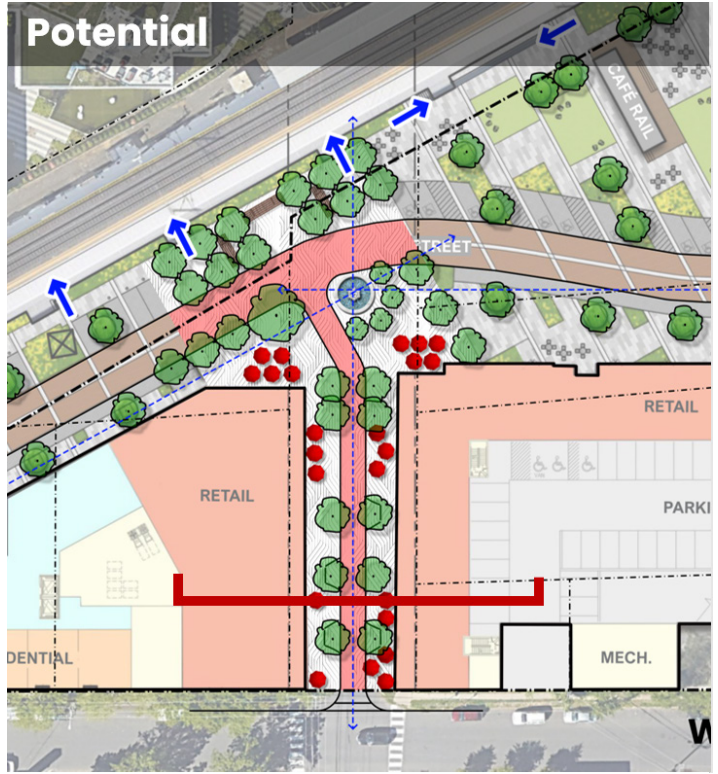 Potential
CAFÉ RAIL
STREET
RETAIL
RETAIL
PARKI
DENTIAL
MECH.
W